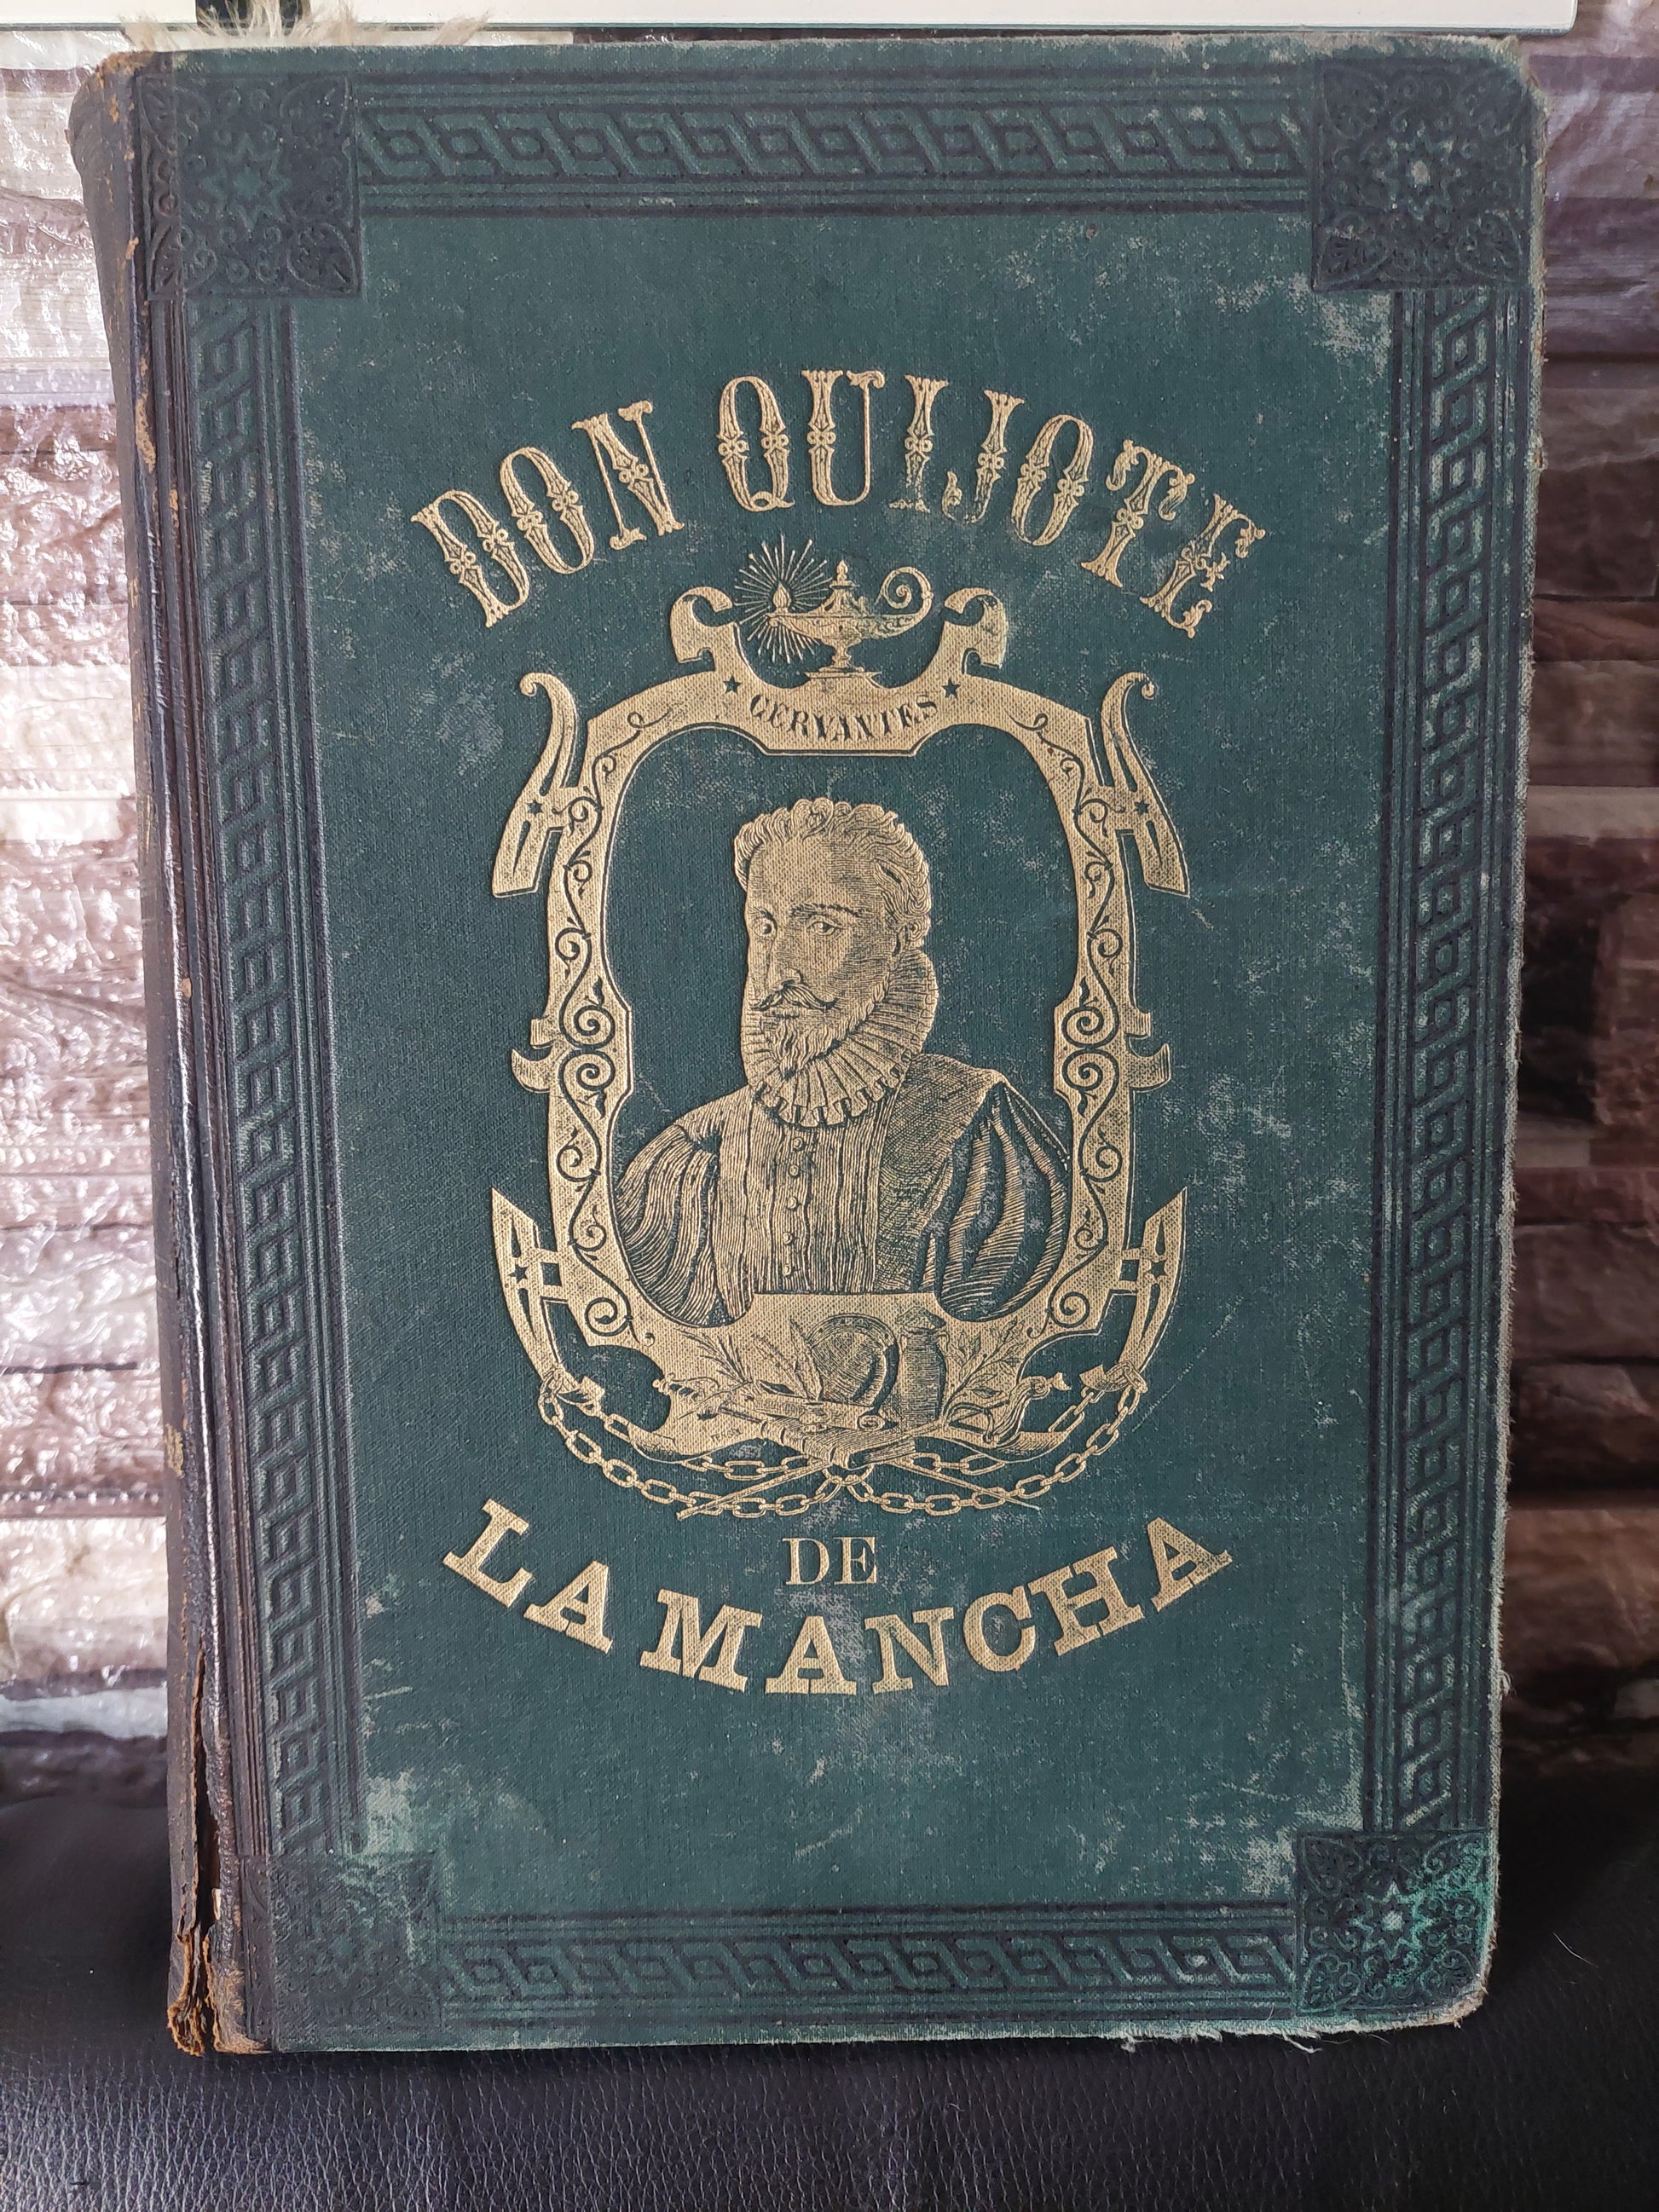 DON QUIJOTE
CERVANTES
DE
LA MANCHA